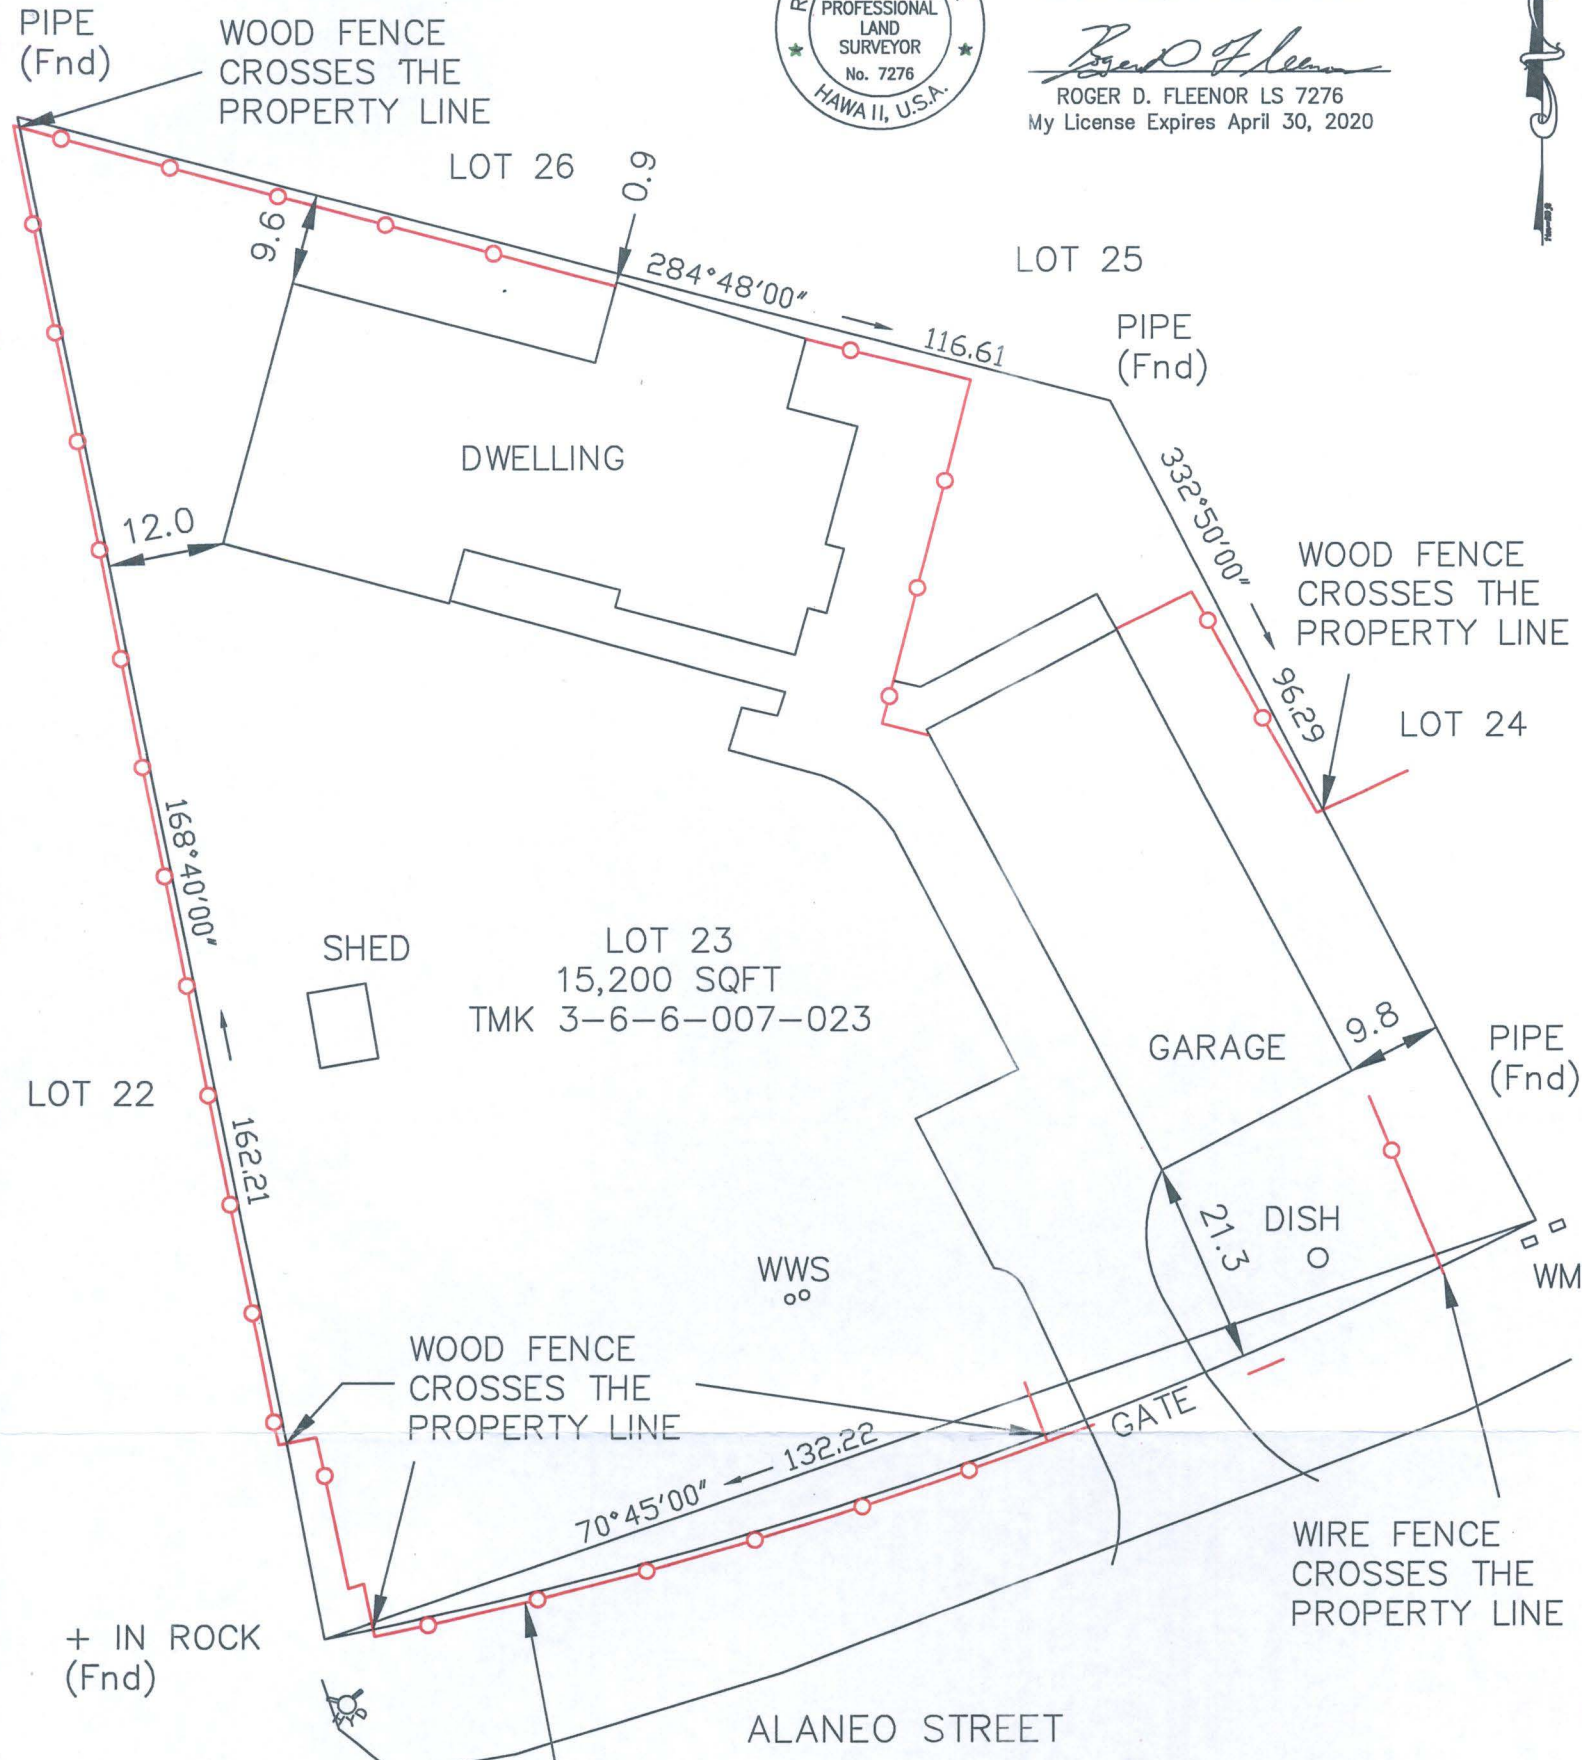 PIPE
(Fnd)
WOOD FENCE
CROSSES THE
PROPERTY LINE
PROFESSIONAL
LAND
SURVEYOR
No. 7276
HAWAII, U.S.A.
ROGER D. FLEENOR LS 7276
My License Expires April 30, 2020
LOT 26
0.9
9.6
284°48'00"
116.61
LOT 25
PIPE
(Fnd)
DWELLING
12.0
332°50'00"
96.29
WOOD FENCE
CROSSES THE
PROPERTY LINE
LOT 24
168°40'00"
162.21
SHED
LOT 23
15,200 SQFT
TMK 3-6-6-007-023
LOT 22
GARAGE
9.8
PIPE
(Fnd)
21.3
DISH
WWS
WM
WOOD FENCE
CROSSES THE
PROPERTY LINE
GATE
132.22
70°45'00"
WIRE FENCE
CROSSES THE
PROPERTY LINE
+ IN ROCK
(Fnd)
HYD
ALANEO STREET